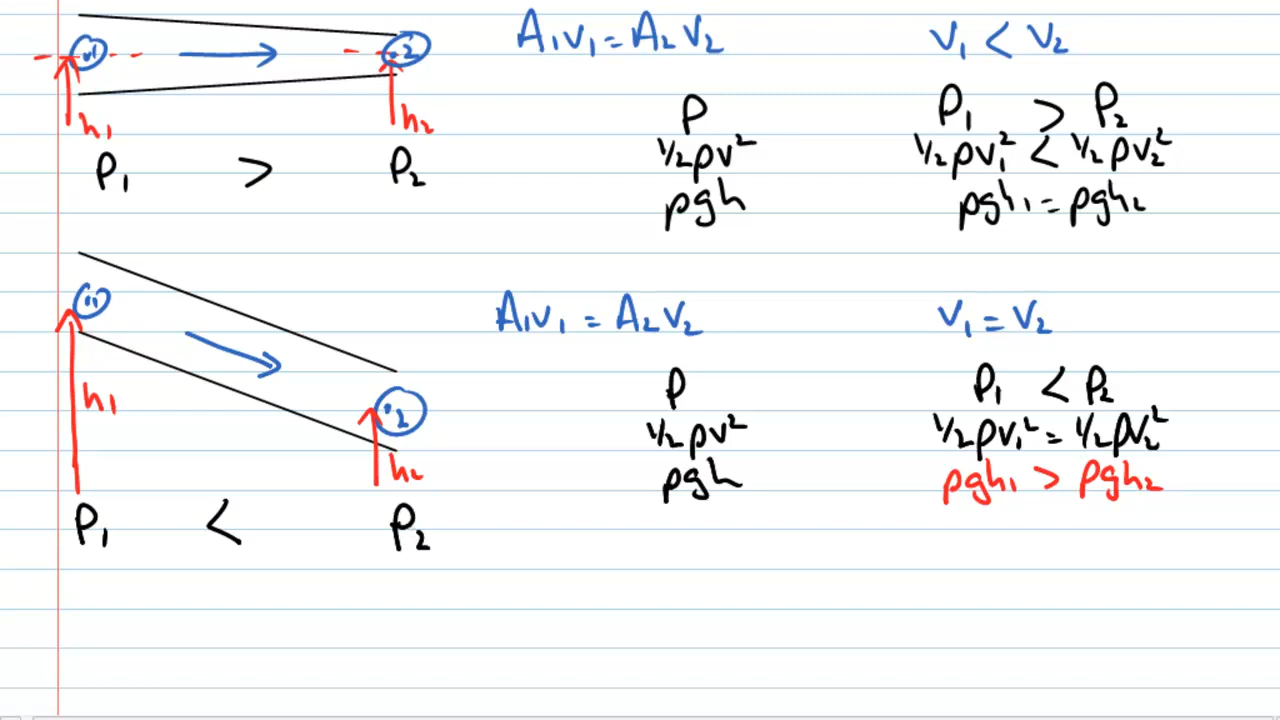 A₁v₁ = A₂v₂ v₁ < v₂
1 2
h₁ h₂
P P₁ > P₂
½ρv² ½ρv₁² < ½ρv₂²
P₁ > P₂
ρgh ρgh₁ = ρgh₂
1
A₁v₁ = A₂v₂ v₁ = v₂
h₁ P P₁ < P₂
2
½ρv² ½ρv₁² = ½ρv₂²
h₂ ρgh ρgh₁ > ρgh₂
P₁ < P₂